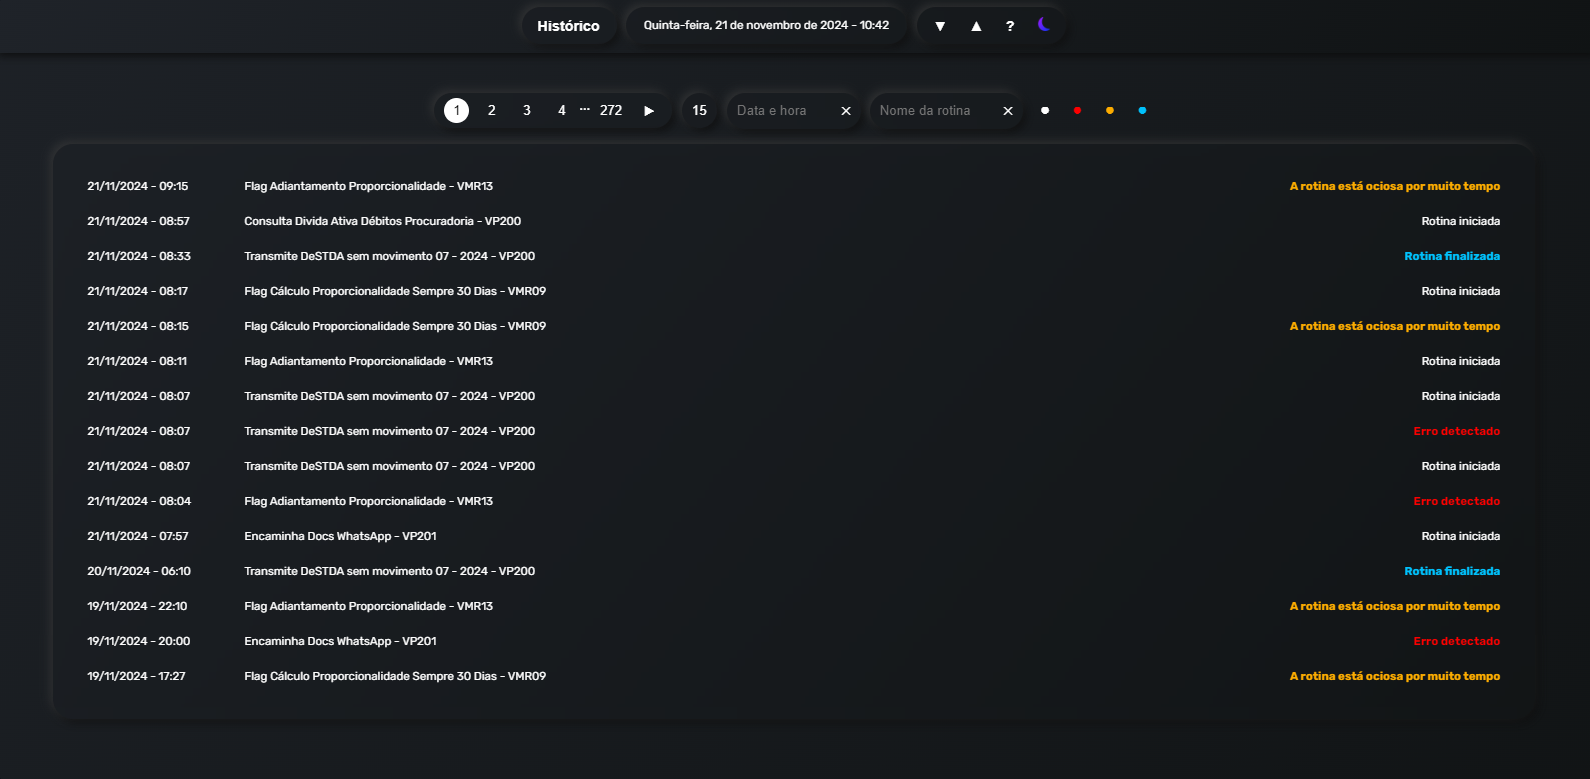 Histórico Quinta-feira, 21 de novembro de 2024 - 10:42 ▼ ▲ ?
1 2 3 4 ... 272 ▶ 15 Data e hora × Nome da rotina ×
21/11/2024 - 09:15 Flag Adiantamento Proporcionalidade - VMR13 A rotina está ociosa por muito tempo
21/11/2024 - 08:57 Consulta Divida Ativa Débitos Procuradoria - VP200 Rotina iniciada
21/11/2024 - 08:33 Transmite DeSTDA sem movimento 07 - 2024 - VP200 Rotina finalizada
21/11/2024 - 08:17 Flag Cálculo Proporcionalidade Sempre 30 Dias - VMR09 Rotina iniciada
21/11/2024 - 08:15 Flag Cálculo Proporcionalidade Sempre 30 Dias - VMR09 A rotina está ociosa por muito tempo
21/11/2024 - 08:11 Flag Adiantamento Proporcionalidade - VMR13 Rotina iniciada
21/11/2024 - 08:07 Transmite DeSTDA sem movimento 07 - 2024 - VP200 Rotina iniciada
21/11/2024 - 08:07 Transmite DeSTDA sem movimento 07 - 2024 - VP200 Erro detectado
21/11/2024 - 08:07 Transmite DeSTDA sem movimento 07 - 2024 - VP200 Rotina iniciada
21/11/2024 - 08:04 Flag Adiantamento Proporcionalidade - VMR13 Erro detectado
21/11/2024 - 07:57 Encaminha Docs WhatsApp - VP201 Rotina iniciada
20/11/2024 - 06:10 Transmite DeSTDA sem movimento 07 - 2024 - VP200 Rotina finalizada
19/11/2024 - 22:10 Flag Adiantamento Proporcionalidade - VMR13 A rotina está ociosa por muito tempo
19/11/2024 - 20:00 Encaminha Docs WhatsApp - VP201 Erro detectado
19/11/2024 - 17:27 Flag Cálculo Proporcionalidade Sempre 30 Dias - VMR09 A rotina está ociosa por muito tempo